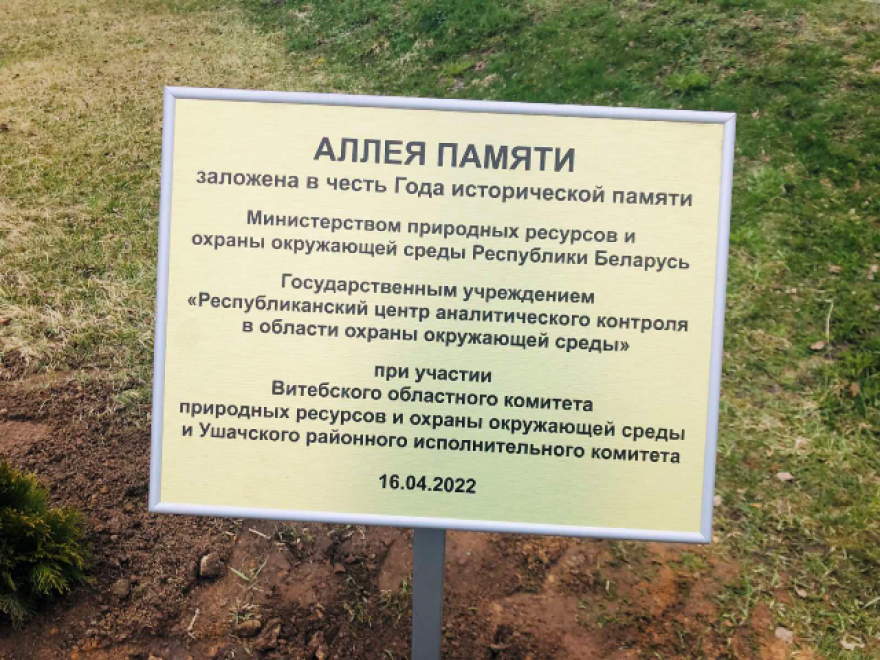 АЛЛЕЯ ПАМЯТИ
заложена в честь Года исторической памяти
Министерством природных ресурсов и
охраны окружающей среды Республики Беларусь
Государственным учреждением
«Республиканский центр аналитического контроля
в области охраны окружающей среды»
при участии
Витебского областного комитета
природных ресурсов и охраны окружающей среды
и Ушачского районного исполнительного комитета
16.04.2022